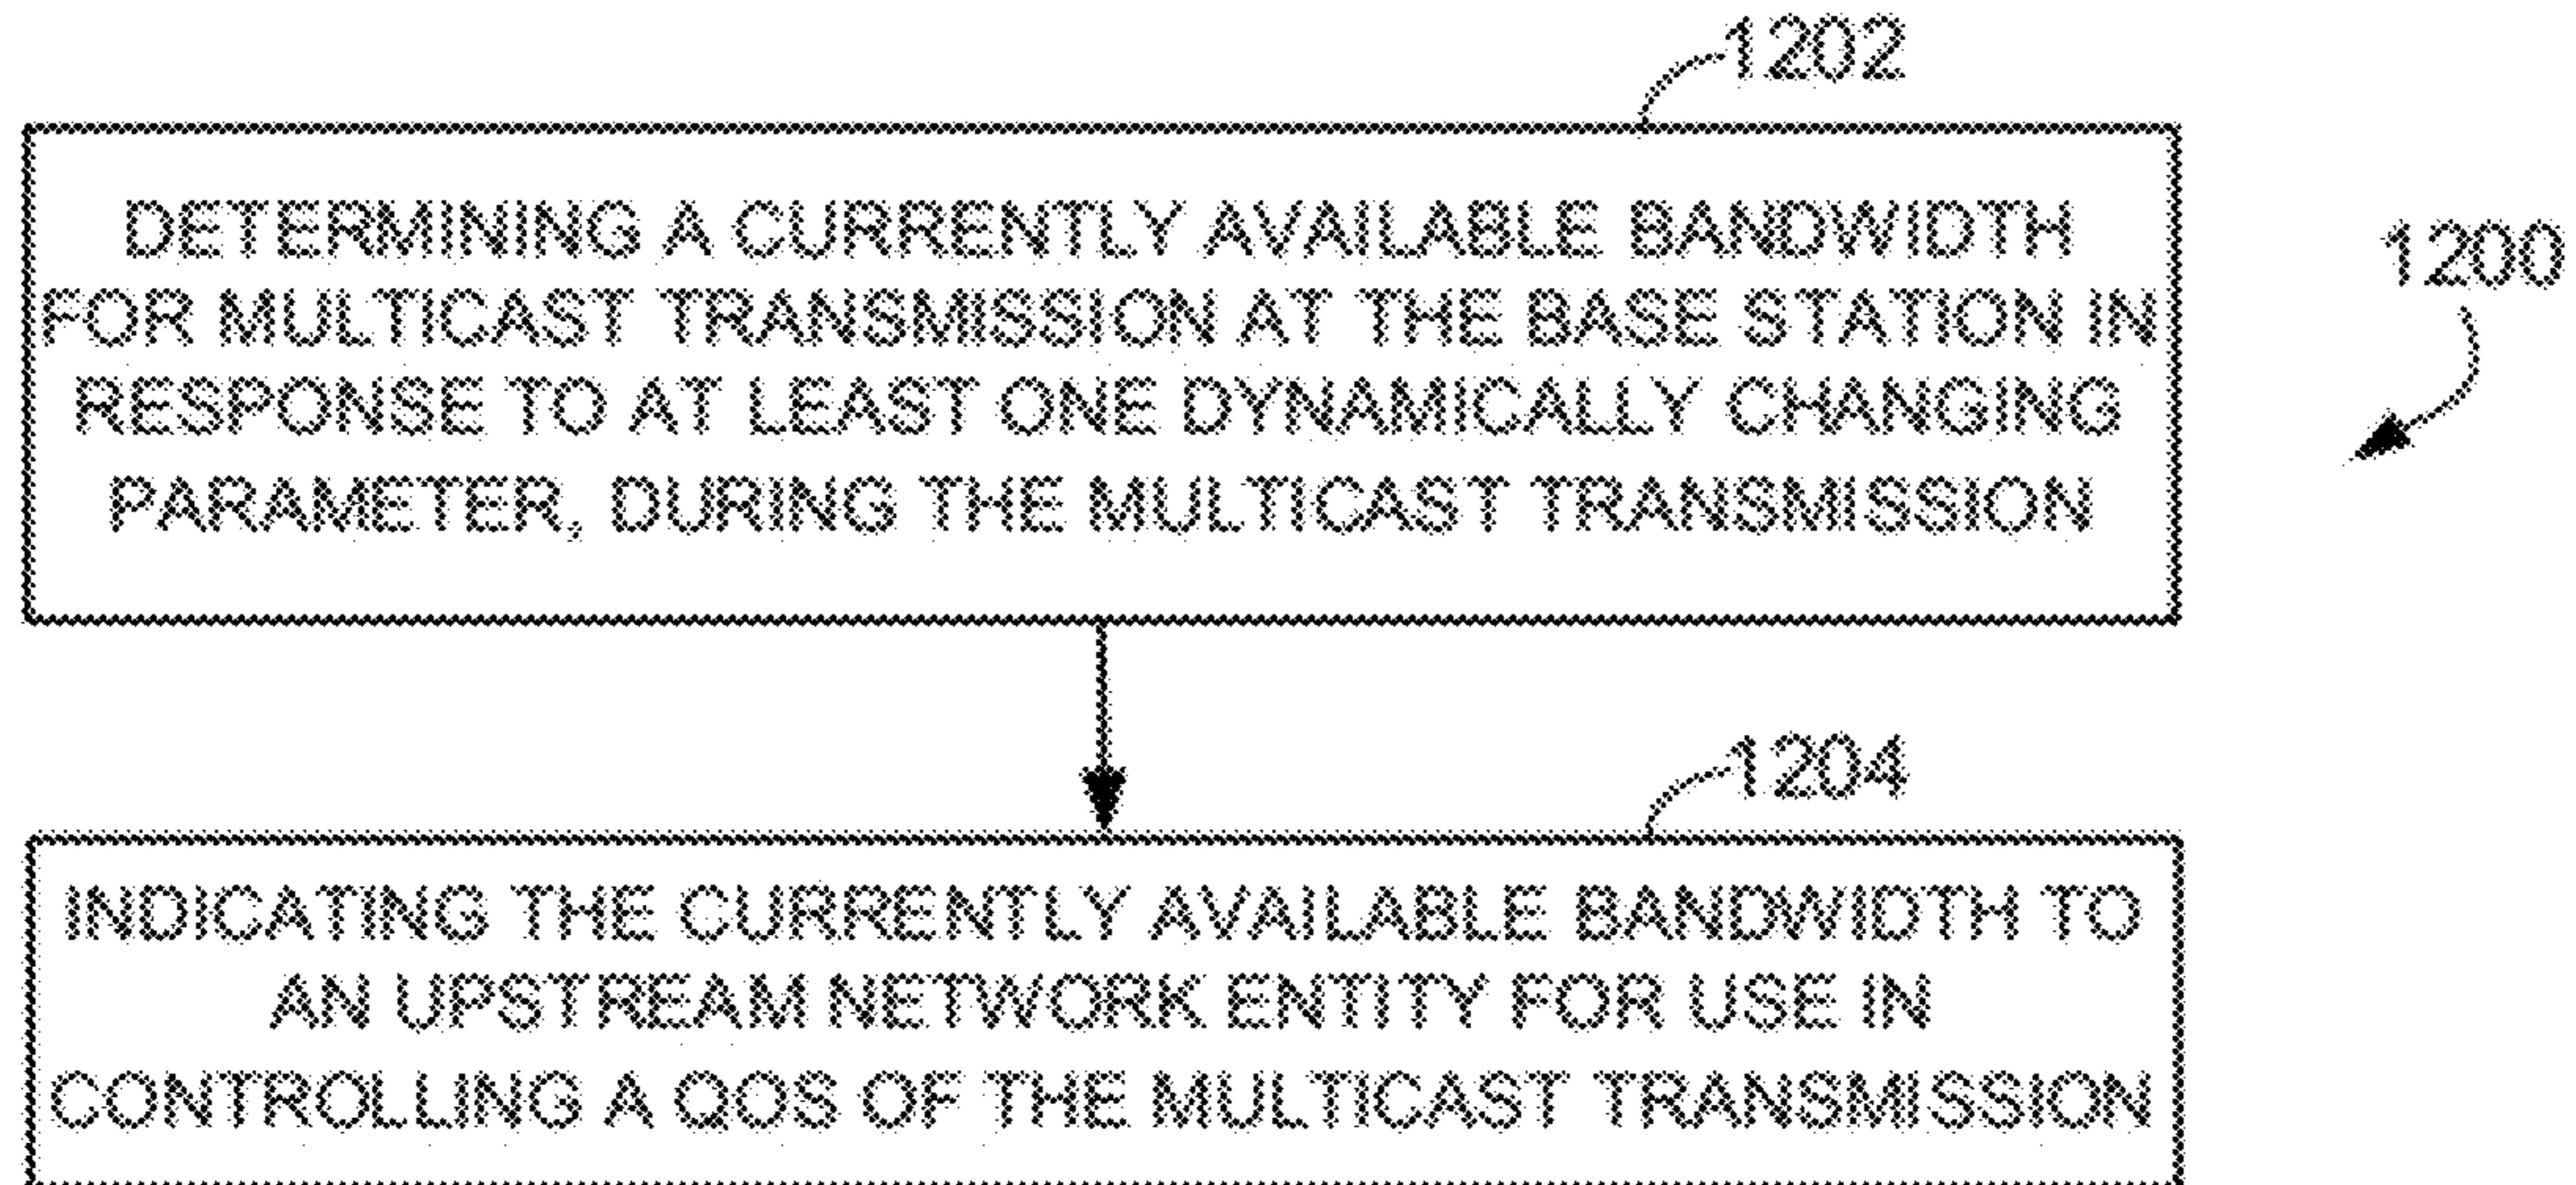 1202
DETERMINING A CURRENTLY AVAILABLE BANDWIDTH
FOR MULTICAST TRANSMISSION AT THE BASE STATION IN
RESPONSE TO AT LEAST ONE DYNAMICALLY CHANGING
PARAMETER, DURING THE MULTICAST TRANSMISSION
1200
1204
INDICATING THE CURRENTLY AVAILABLE BANDWIDTH TO
AN UPSTREAM NETWORK ENTITY FOR USE IN
CONTROLLING A QOS OF THE MULTICAST TRANSMISSION